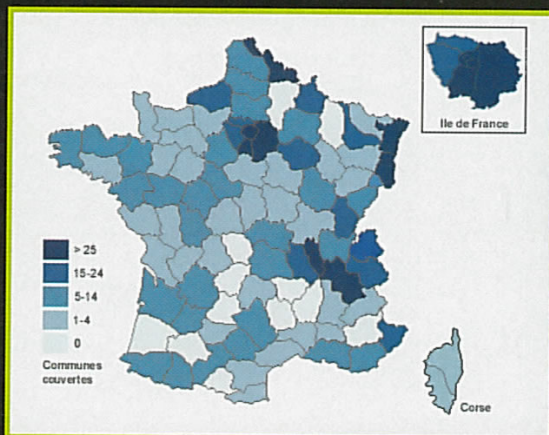 Ile de France
> 25
15-24
5-14
1-4
0
Communes
couvertes
Corse